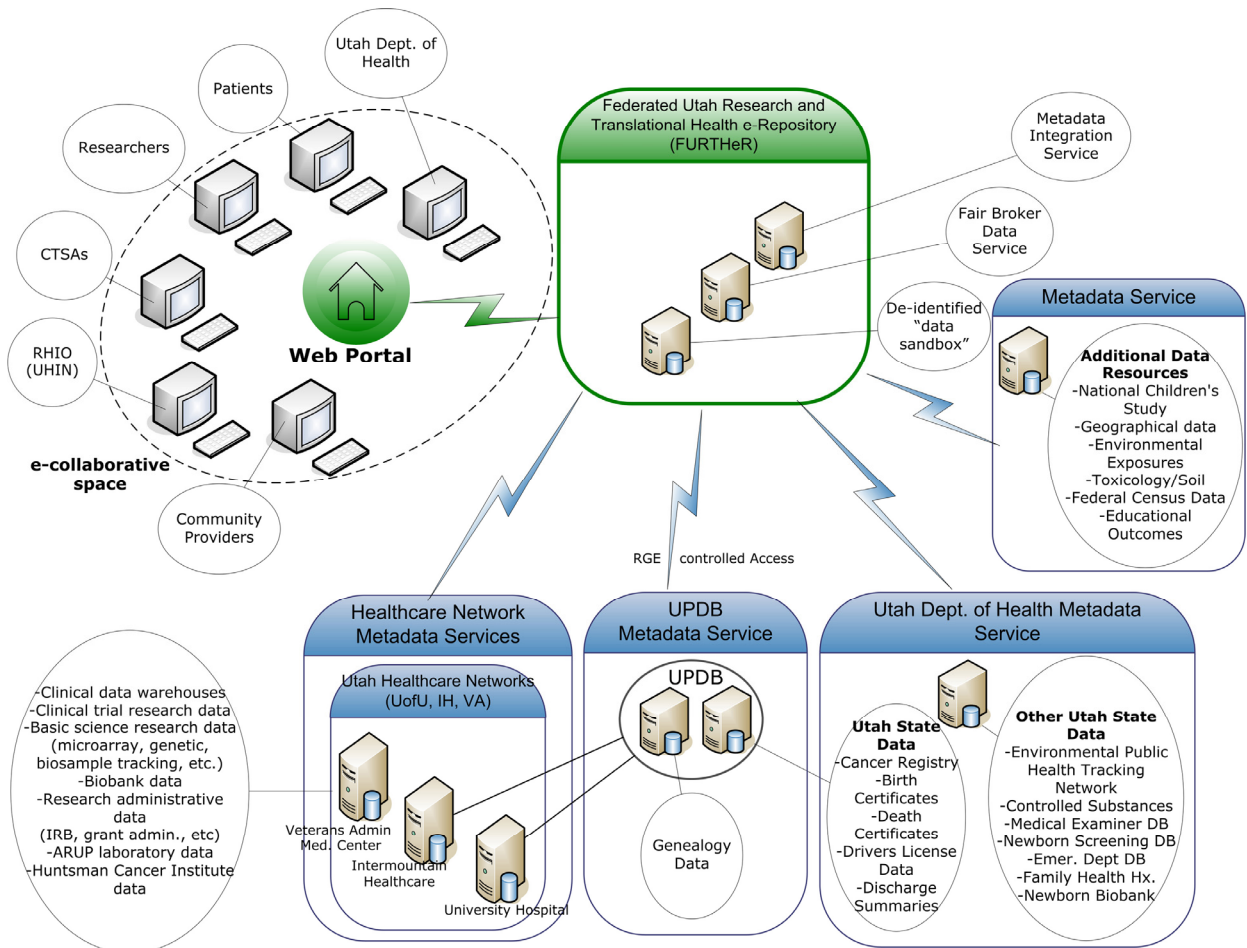 Utah Dept. of
Health
Patients
Researchers
CTSAs
RHIO
(UHIN)
Web Portal
e-collaborative
space
Community
Providers
Federated Utah Research and
Translational Health e-Repository
(FURTHeR)
Metadata
Integration
Service
Fair Broker
Data
Service
De-identified
“data
sandbox”
Metadata Service
Additional Data
Resources
-National Children's
Study
-Geographical data
-Environmental
Exposures
-Toxicology/Soil
-Federal Census Data
-Educational
Outcomes
RGE controlled Access
Healthcare Network
Metadata Services
Utah Healthcare Networks
(UofU, IH, VA)
Veterans Admin
Med. Center
Intermountain
Healthcare
University Hospital
-Clinical data warehouses
-Clinical trial research data
-Basic science research data
(microarray, genetic,
biosample tracking, etc.)
-Biobank data
-Research administrative
data
(IRB, grant admin., etc)
-ARUP laboratory data
-Huntsman Cancer Institute
data
UPDB
Metadata Service
UPDB
Genealogy
Data
Utah Dept. of Health Metadata
Service
Utah State
Data
-Cancer Registry
-Birth
Certificates
-Death
Certificates
-Drivers License
Data
-Discharge
Summaries
Other Utah State
Data
-Environmental Public
Health Tracking
Network
-Controlled Substances
-Medical Examiner DB
-Newborn Screening DB
-Emer. Dept DB
-Family Health Hx.
-Newborn Biobank